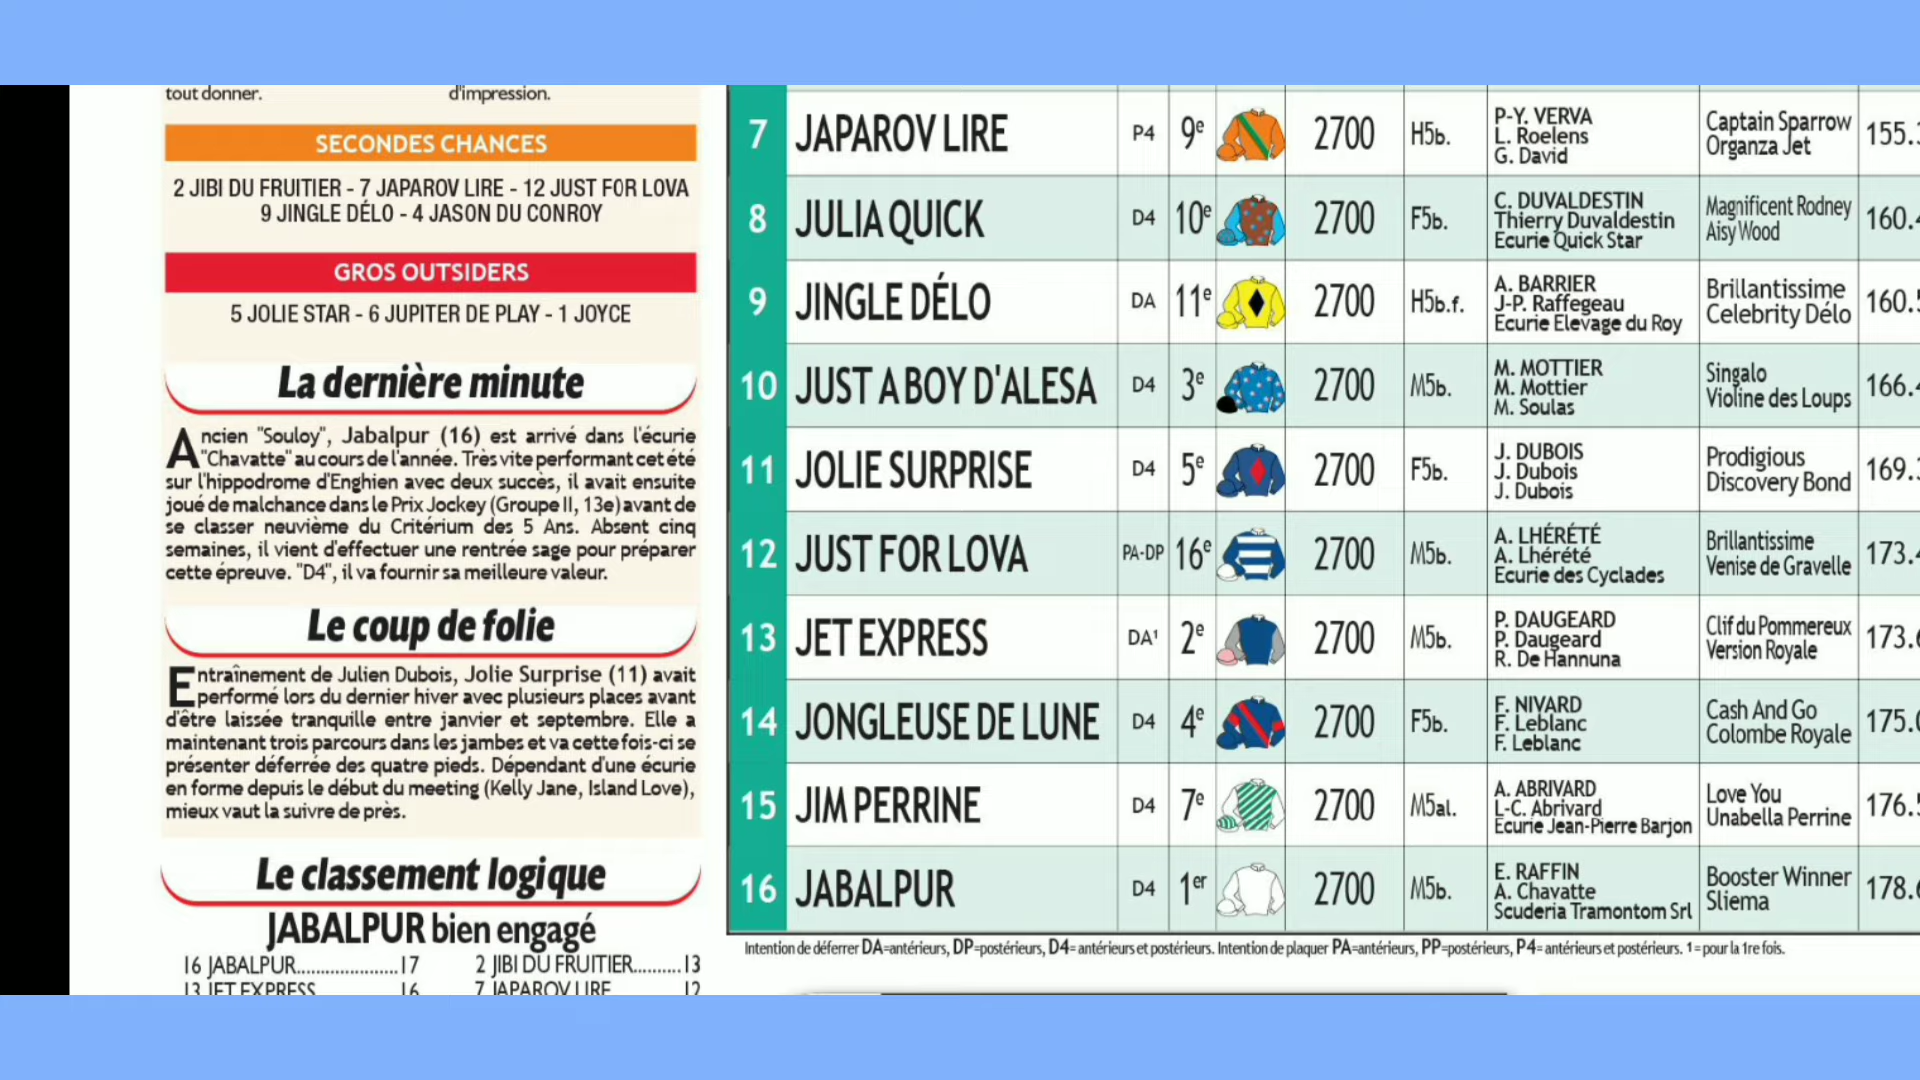 tout donner.
d'impression.
SECONDES CHANCES
2 JIBI DU FRUITIER - 7 JAPAROV LIRE - 12 JUST FOR LOVA
9 JINGLE DÉLO - 4 JASON DU CONROY
GROS OUTSIDERS
5 JOLIE STAR - 6 JUPITER DE PLAY - 1 JOYCE
La dernière minute
Ancien "Souloy", Jabalpur (16) est arrivé dans l'écurie
"Chavatte" au cours de l'année. Très vite performant cet été
sur l'hippodrome d'Enghien avec deux succès, il avait ensuite
joué de malchance dans le Prix Jockey (Groupe II, 13e) avant de
se classer neuvième du Critérium des 5 Ans. Absent cinq
semaines, il vient d'effectuer une rentrée sage pour préparer
cette épreuve. "D4", il va fournir sa meilleure valeur.
Le coup de folie
Entraînement de Julien Dubois, Jolie Surprise (11) avait
performé lors du dernier hiver avec plusieurs places avant
d'être laissée tranquille entre janvier et septembre. Elle a
maintenant trois parcours dans les jambes et va cette fois-ci se
présenter déferrée des quatre pieds. Dépendant d'une écurie
en forme depuis le début du meeting (Kelly Jane, Island Love),
mieux vaut la suivre de près.
Le classement logique
JABALPUR bien engagé
16 JABALPUR.....................17
2 JIBI DU FRUITIER..........13
13 JET EXPRESS 16
7 JAPAROV LIRE 12
7 JAPAROV LIRE P4 9e 2700 H5b. P-Y. VERVA Captain Sparrow 155.
L. Roelens Organza Jet
G. David
8 JULIA QUICK D4 10e 2700 F5b. C. DUVALDESTIN Magnificent Rodney 160.
Thierry Duvaldestin Aisy Wood
Ecurie Quick Star
9 JINGLE DÉLO DA 11e 2700 H5b.f. A. BARRIER Brillantissime 160.
J-P. Raffegeau Celebrity Délo
Ecurie Elevage du Roy
10 JUST A BOY D'ALESA D4 3e 2700 M5b. M. MOTTIER Singalo 166.
M. Mottier Violine des Loups
M. Soulas
11 JOLIE SURPRISE D4 5e 2700 F5b. J. DUBOIS Prodigious 169.
J. Dubois Discovery Bond
J. Dubois
12 JUST FOR LOVA PA-DP 16e 2700 M5b. A. LHÉRÉTÉ Brillantissime 173.
A. Lhérété Venise de Gravelle
Ecurie des Cyclades
13 JET EXPRESS DA¹ 2e 2700 M5b. P. DAUGEARD Clif du Pommereux 173.
P. Daugeard Version Royale
R. De Hannuna
14 JONGLEUSE DE LUNE D4 4e 2700 F5b. F. NIVARD Cash And Go 175.
F. Leblanc Colombe Royale
F. Leblanc
15 JIM PERRINE D4 7e 2700 M5al. A. ABRIVARD Love You 176.
L-C. Abrivard Unabella Perrine
Ecurie Jean-Pierre Barjon
16 JABALPUR D4 1er 2700 M5b. E. RAFFIN Booster Winner 178.
A. Chavatte Sliema
Scuderia Tramontom Srl
Intention de déferrer DA=antérieurs, DP=postérieurs, D4= antérieurs et postérieurs. Intention de plaquer PA=antérieurs, PP=postérieurs, P4= antérieurs et postérieurs. 1= pour la 1re fois.